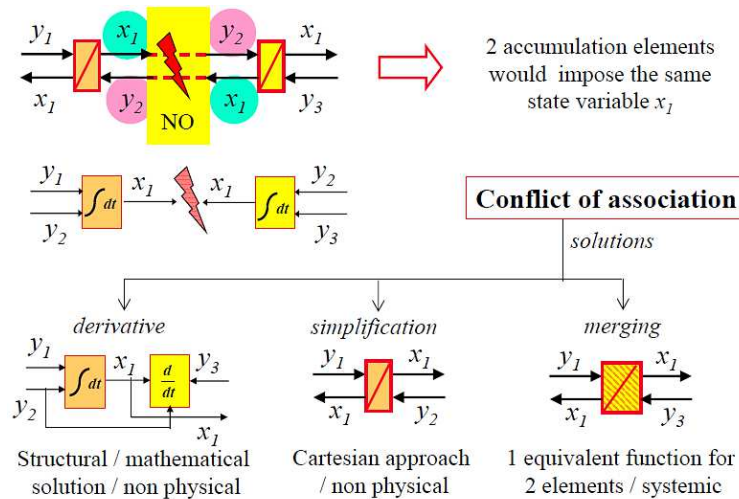 y1 x1 y2 x1
x1 y2 x1 y3
NO
2 accumulation elements
would impose the same
state variable x1
y1 x1 x1 y2
∫dt ∫dt
y2 y3
Conflict of association
solutions
derivative
y1 x1 y3
∫dt d/dt
y2 x1
Structural / mathematical
solution / non physical
simplification
y1 x1
x1 y2
Cartesian approach
/ non physical
merging
y1 x1
x1 y3
1 equivalent function for
2 elements / systemic